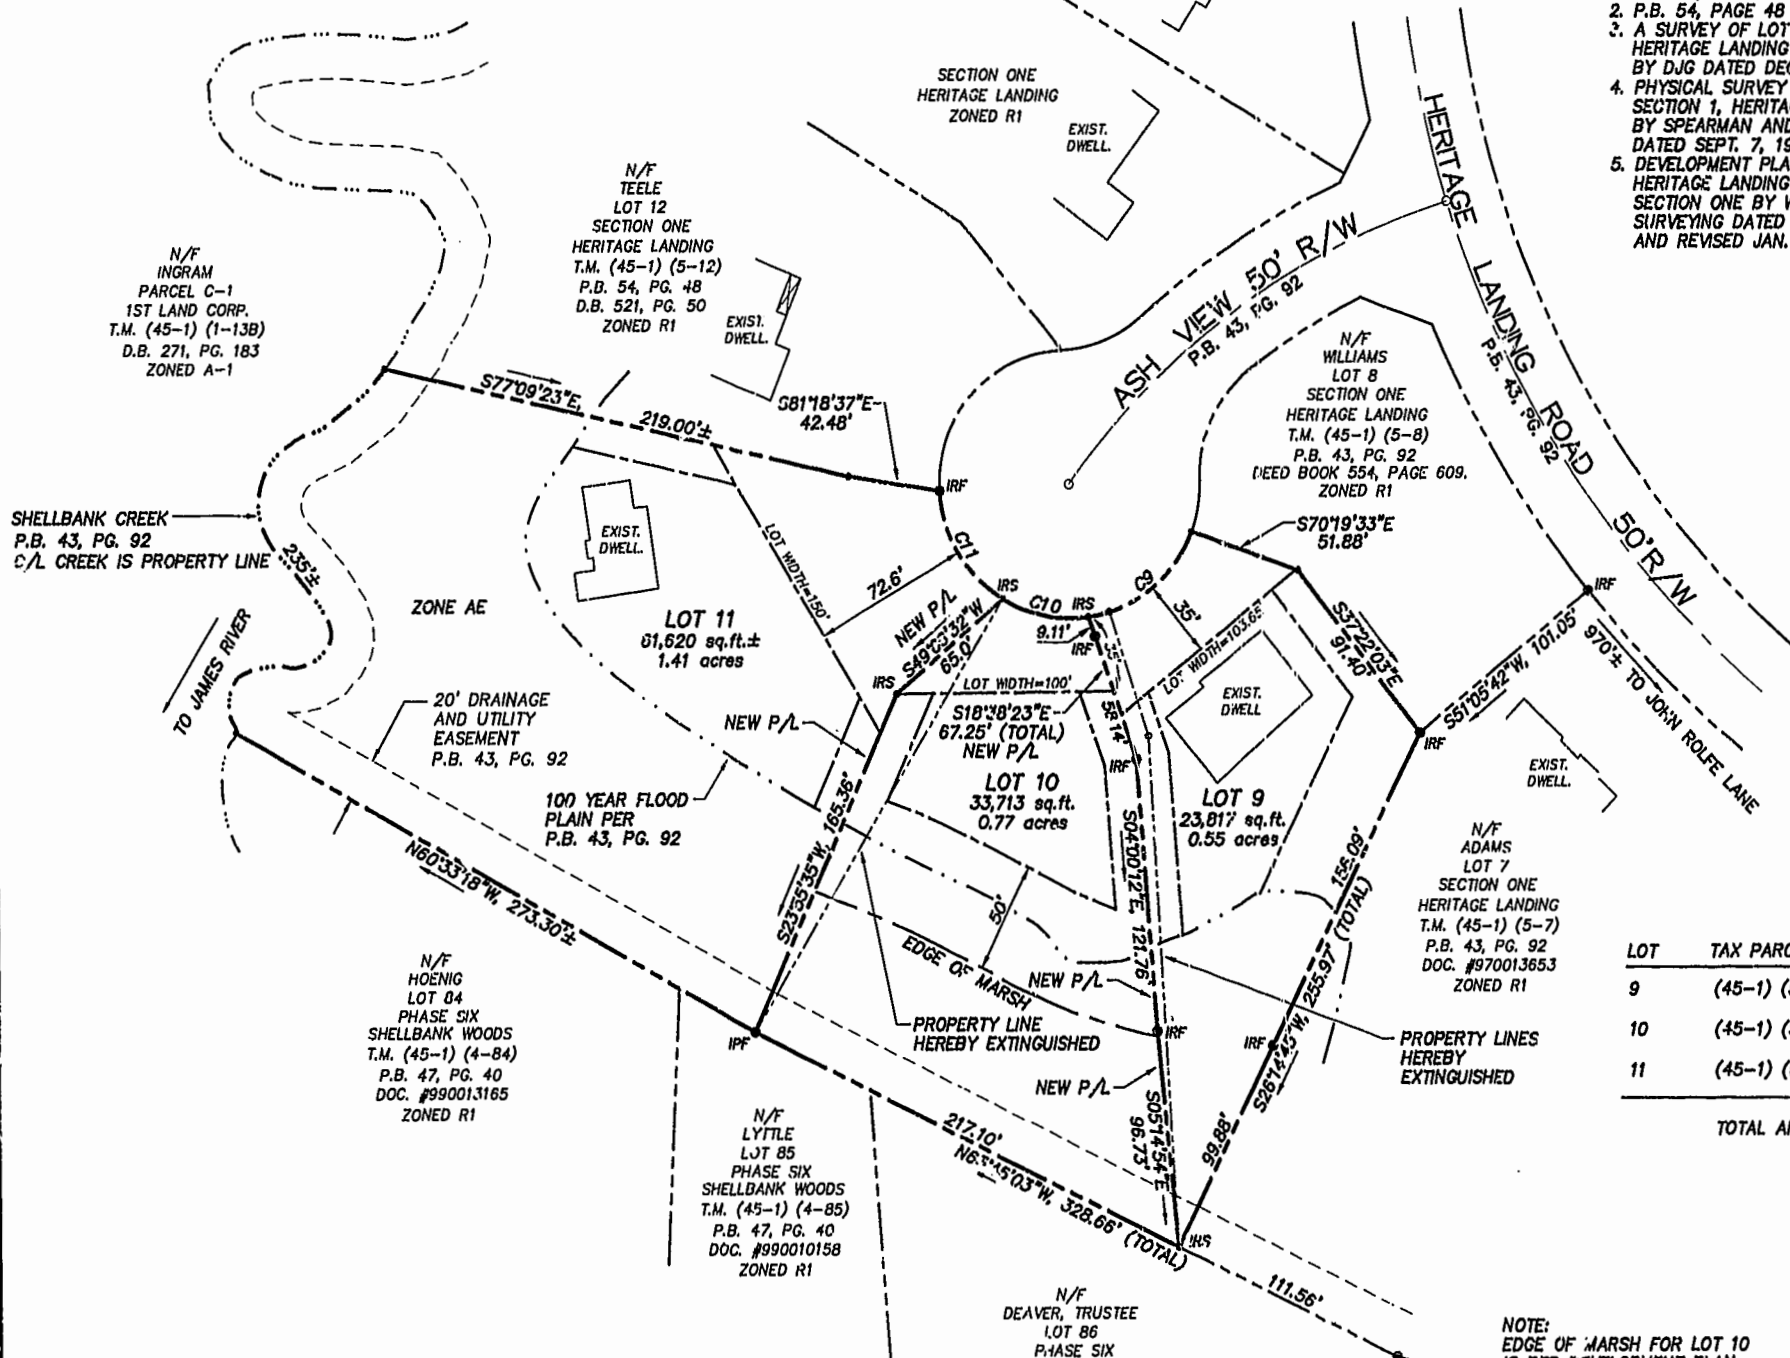 2. P.B. 54, PAGE 48
3. A SURVEY OF LOT
HERITAGE LANDING
BY DJG DATED
4. PHYSICAL SURVEY
SECTION 1,
BY SPEARMAN AND
DATED SEPT. 7,
5. DEVELOPMENT
HERITAGE LANDING
SECTION ONE BY
SURVEYING DATED
AND REVISED JAN.
SECTION ONE
HERITAGE LANDING
ZONED R1
EXIST.
DWELL.
HERITAGE LANDING ROAD 50' R/W
P.B. 43, PG. 92
ASH VIEW 50' R/W
P.B. 43, PG. 92
N/F
TEELE
LOT 12
SECTION ONE
HERITAGE LANDING
T.M. (45-1) (5-12)
P.B. 54, PG. 48
D.B. 521, PG. 50
ZONED R1
EXIST.
DWELL.
N/F
INGRAM
PARCEL C-1
1ST LAND CORP.
T.M. (45-1) (1-13B)
D.B. 271, PG. 183
ZONED A-1
N/F
WILLIAMS
LOT 8
SECTION ONE
HERITAGE LANDING
T.M. (45-1) (5-8)
P.B. 43, PG. 92
DEED BOOK 554, PAGE 609.
ZONED R1
S77°09'23"E,
219.00'±
S81°18'37"E
42.48'
IRF
SHELLBANK CREEK
P.B. 43, PG. 92
C/L CREEK IS PROPERTY LINE
235'±
TO JAMES RIVER
ZONE AE
EXIST.
DWELL.
LOT WIDTH=150'
72.6'
C11
IRS
C10
IRS
C9
35'
S70°19'33"E
51.88'
S37°22'03"E
91.40'
IRF
S51°05'42"W, 101.05'
970'± TO JOHN ROLFE LANE
LOT 11
61,620 sq.ft.±
1.41 acres
NEW P/L
65.0'
IRS
9.11'
IRF
35'
LOT WIDTH=103.65'
LOT WIDTH=100'
EXIST.
DWELL
S18°38'23"E
67.25' (TOTAL)
NEW P/L
58.14'
IRF
IRF
EXIST.
DWELL.
20' DRAINAGE
AND UTILITY
EASEMENT
P.B. 43, PG. 92
NEW P/L
LOT 10
33,713 sq.ft.
0.77 acres
LOT 9
23,817 sq.ft.
0.55 acres
100 YEAR FLOOD
PLAIN PER
P.B. 43, PG. 92
S23°35'35"W, 165.36'
S04°00'12"E, 121.76'
156.09'
S26°14'45"W, 255.97' (TOTAL)
N/F
ADAMS
LOT 7
SECTION ONE
HERITAGE LANDING
T.M. (45-1) (5-7)
P.B. 43, PG. 92
DOC. #970013653
ZONED R1
N60°33'18"W, 273.30'±
50'
EDGE OF MARSH
NEW P/L
N/F
HOENIG
LOT 84
PHASE SIX
SHELLBANK WOODS
T.M. (45-1) (4-84)
P.B. 47, PG. 40
DOC. #990013165
ZONED R1
IPF
PROPERTY LINE
HEREBY EXTINGUISHED
IRF
IRF
PROPERTY LINES
HEREBY
EXTINGUISHED
NEW P/L
S05°14'54"E
96.73'
99.88'
LOT TAX
9 (45-1)
10 (45-1)
11 (45-1)
TOTAL
N/F
LYTTLE
LOT 85
PHASE SIX
SHELLBANK WOODS
T.M. (45-1) (4-85)
P.B. 47, PG. 40
DOC. #990010158
ZONED R1
217.10'
328.66' (TOTAL)
IRS
111.56'
N/F
DEAVER, TRUSTEE
LOT 86
PHASE SIX
NOTE:
EDGE OF MARSH FOR LOT 10